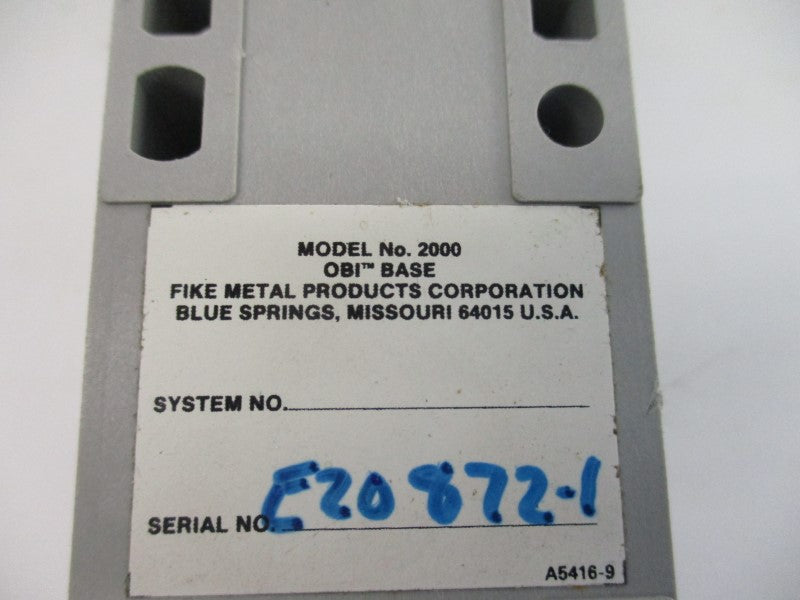 MODEL No. 2000
OBI™ BASE
FIKE METAL PRODUCTS CORPORATION
BLUE SPRINGS, MISSOURI 64015 U.S.A.
SYSTEM NO.
SERIAL NO. E20872-1
A5416-9